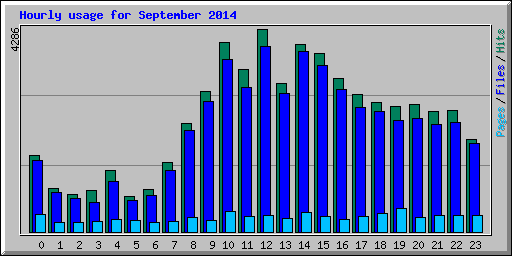 Hourly usage for September 2014
4286
Pages / Files / Hits
0 1 2 3 4 5 6 7 8 9 10 11 12 13 14 15 16 17 18 19 20 21 22 23